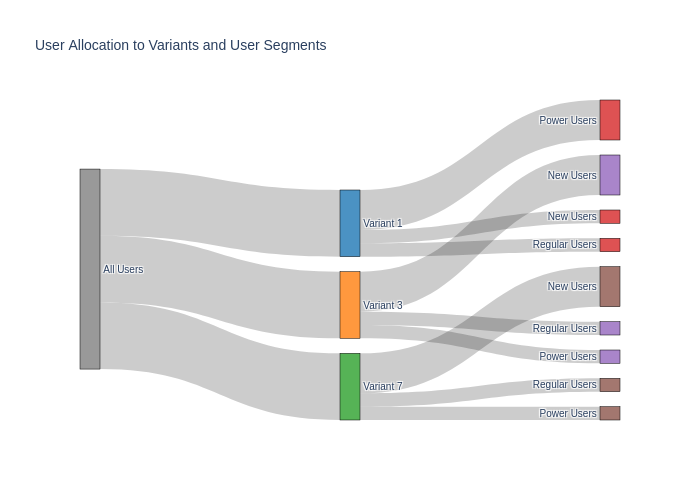 User Allocation to Variants and User Segments
All Users
Variant 1
Variant 3
Variant 7
Power Users
New Users
New Users
Regular Users
New Users
Regular Users
Power Users
Regular Users
Power Users